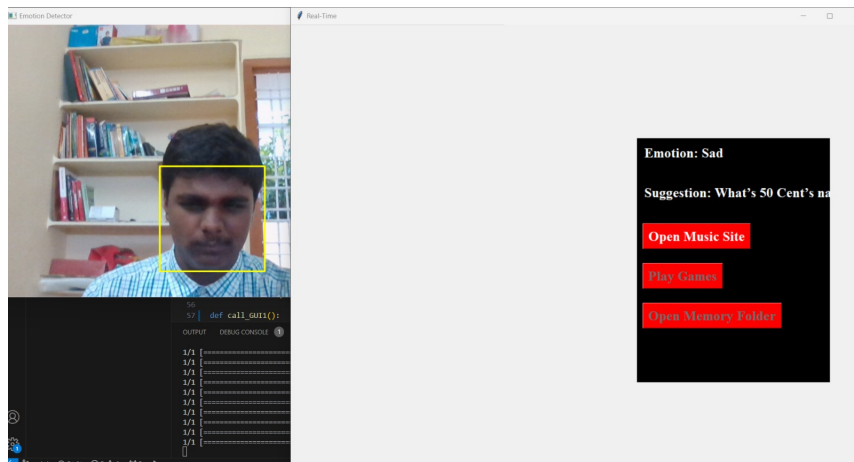 Emotion Detector
Real-Time
Emotion: Sad
Suggestion: What's 50 Cent's na
Open Music Site
Play Games
Open Memory Folder
56
57 def call_GUI1():
OUTPUT DEBUG CONSOLE 1
1/1 [====================
1/1 [====================
1/1 [====================
1/1 [====================
1/1 [====================
1/1 [====================
1/1 [====================
1/1 [====================
1/1 [====================
1/1 [====================
1